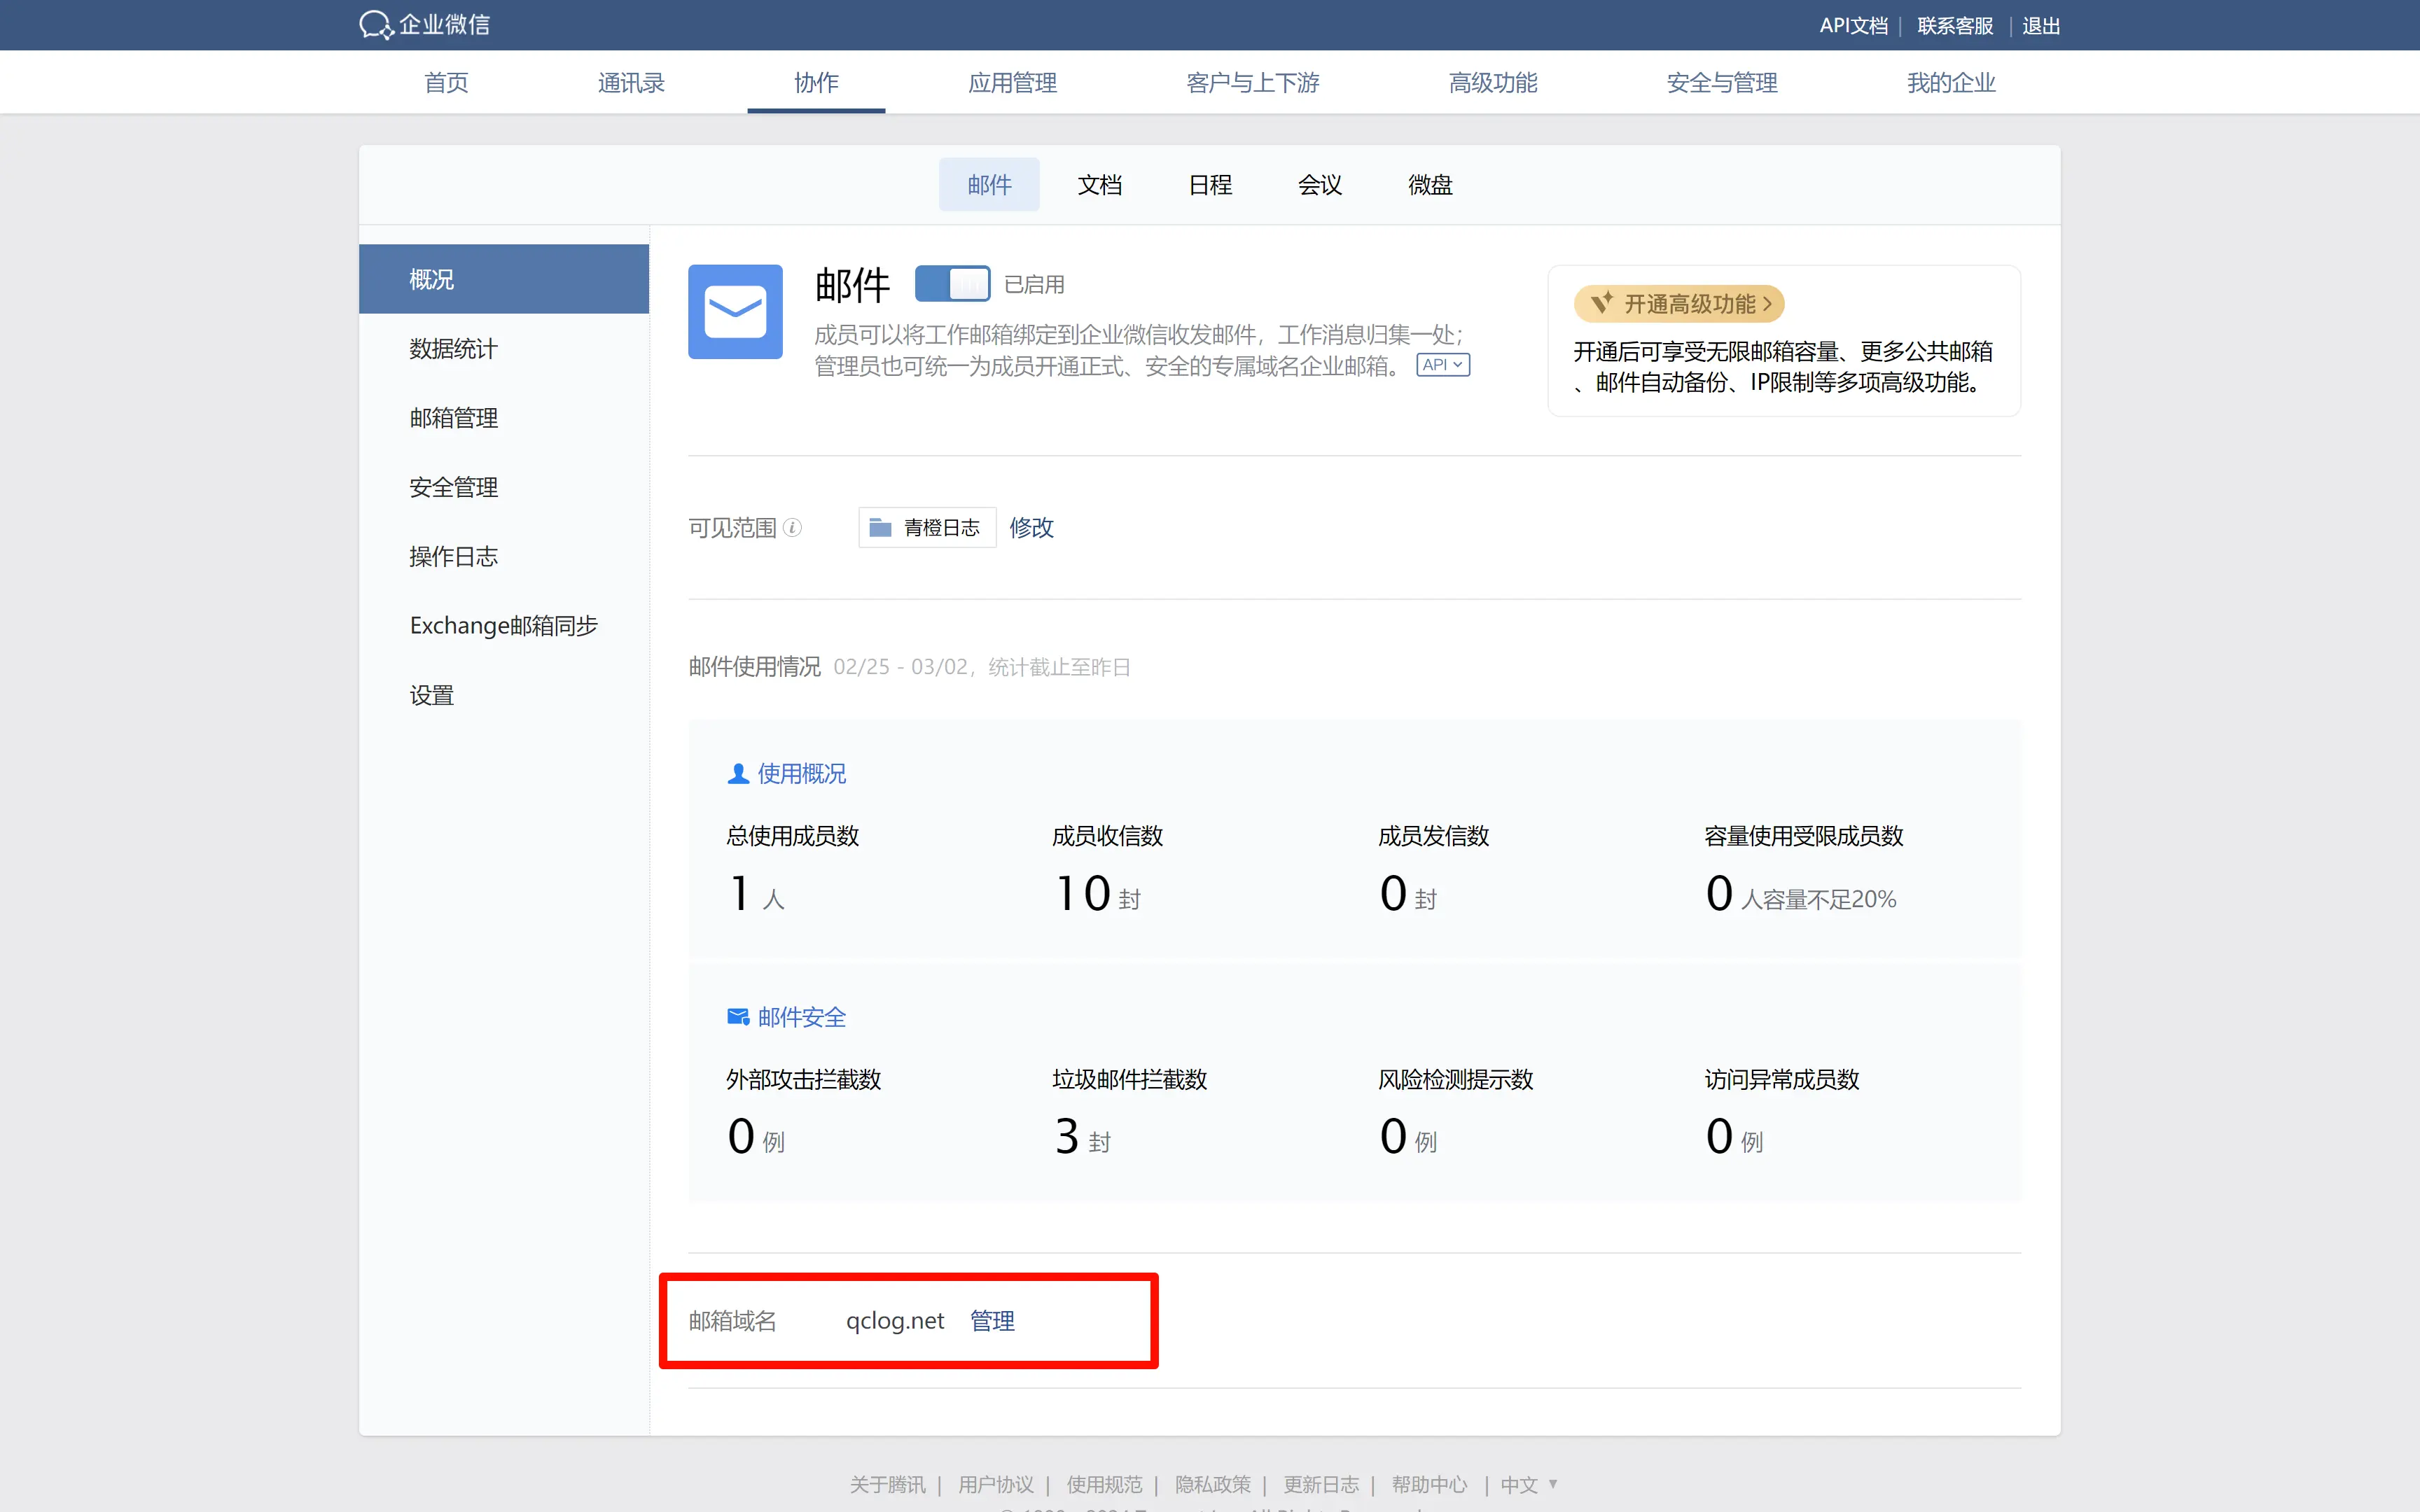 企业微信
API文档 | 联系客服 | 退出
首页 通讯录 协作 应用管理 客户与上下游 高级功能 安全与管理 我的企业
邮件 文档 日程 会议 微盘
概况
数据统计
邮箱管理
安全管理
操作日志
Exchange邮箱同步
设置
邮件 已启用
成员可以将工作邮箱绑定到企业微信收发邮件，工作消息归集一处；
管理员也可统一为成员开通正式、安全的专属域名企业邮箱。 API
开通高级功能
开通后可享受无限邮箱容量、更多公共邮箱
、邮件自动备份、IP限制等多项高级功能。
可见范围 青橙日志 修改
邮件使用情况 02/25 - 03/02，统计截止至昨日
使用概况
总使用成员数 成员收信数 成员发信数 容量使用受限成员数
1 人 10 封 0 封 0 人容量不足20%
邮件安全
外部攻击拦截数 垃圾邮件拦截数 风险检测提示数 访问异常成员数
0 例 3 封 0 例 0 例
邮箱域名 qclog.net 管理
关于腾讯 | 用户协议 | 使用规范 | 隐私政策 | 更新日志 | 帮助中心 | 中文